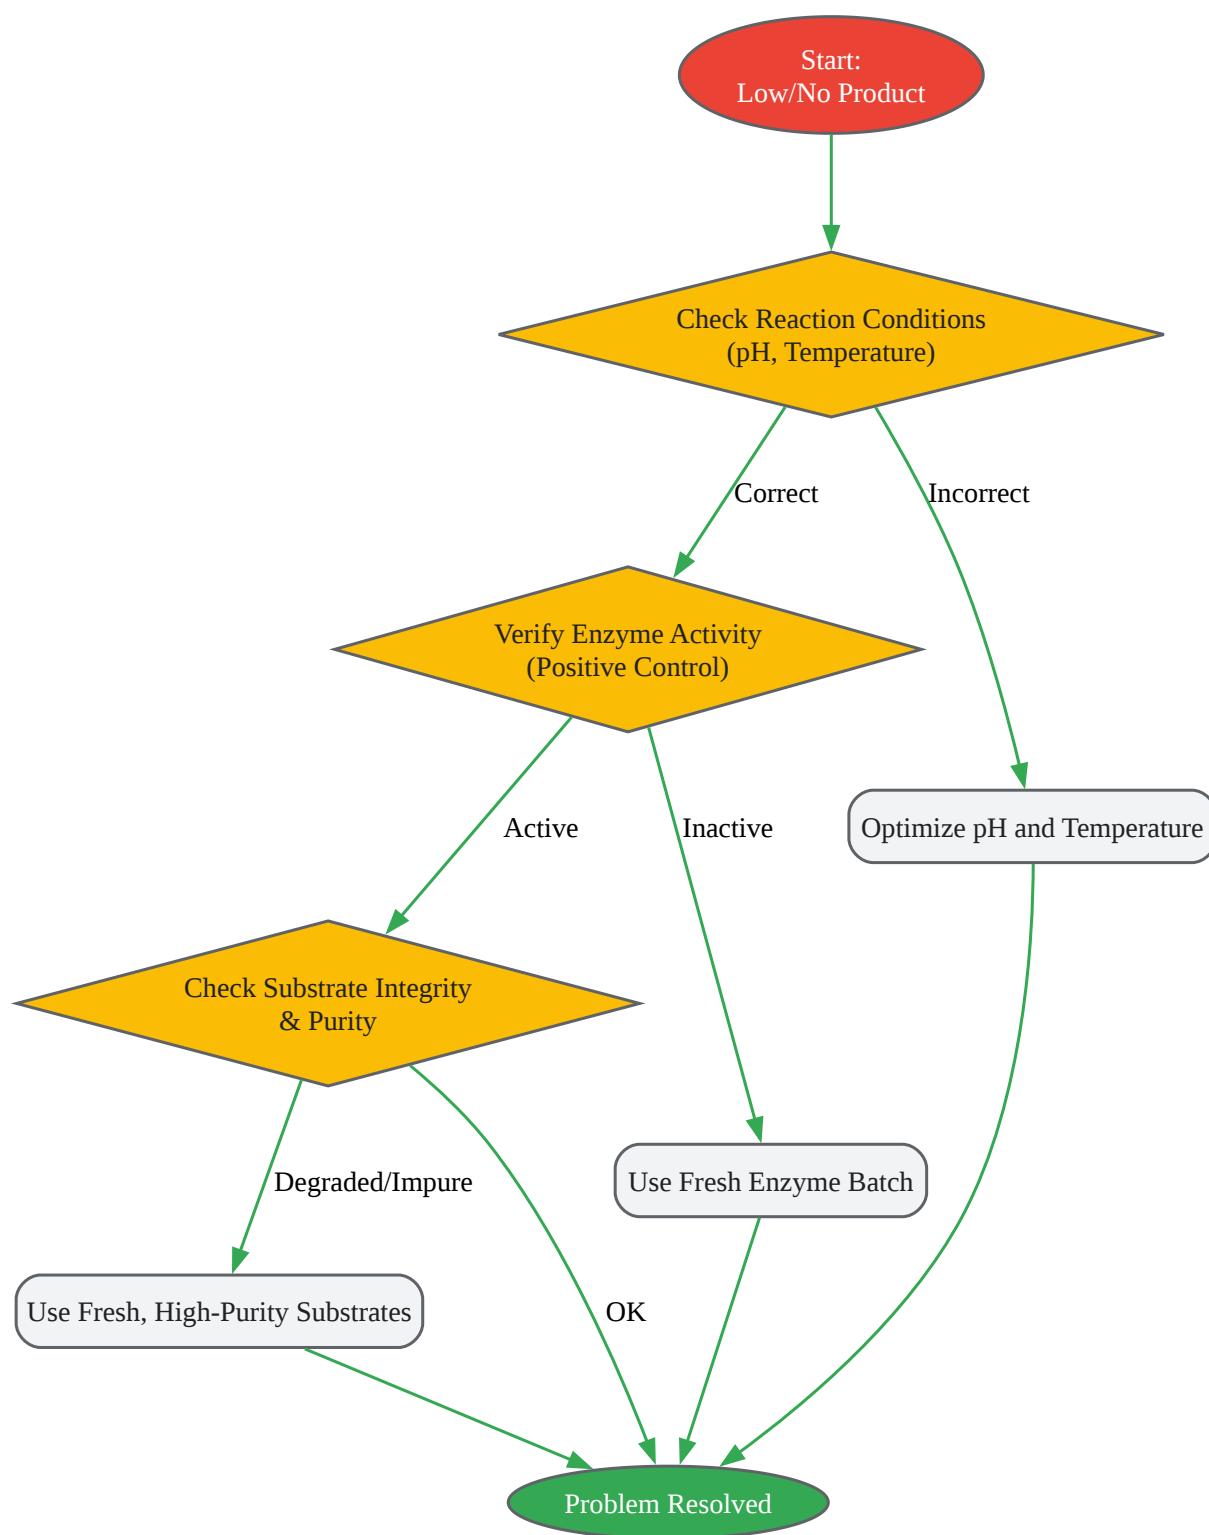 Start:
Low/No Product
Check Reaction Conditions
(pH, Temperature)
Correct
Incorrect
Verify Enzyme Activity
(Positive Control)
Active
Inactive
Optimize pH and Temperature
Check Substrate Integrity
& Purity
Degraded/Impure
Use Fresh Enzyme Batch
Use Fresh, High-Purity Substrates
OK
Problem Resolved